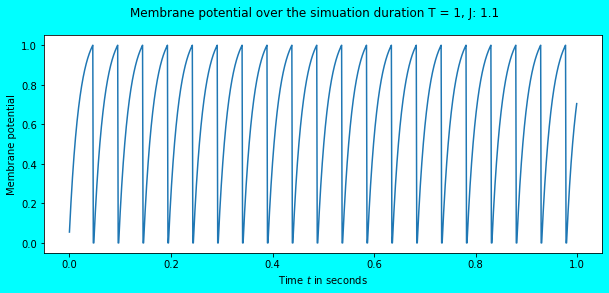 Membrane potential over the simuation duration T = 1, J: 1.1
1.0
0.8
0.6
0.4
0.2
0.0
Membrane potential
0.0 0.2 0.4 0.6 0.8 1.0
Time t in seconds